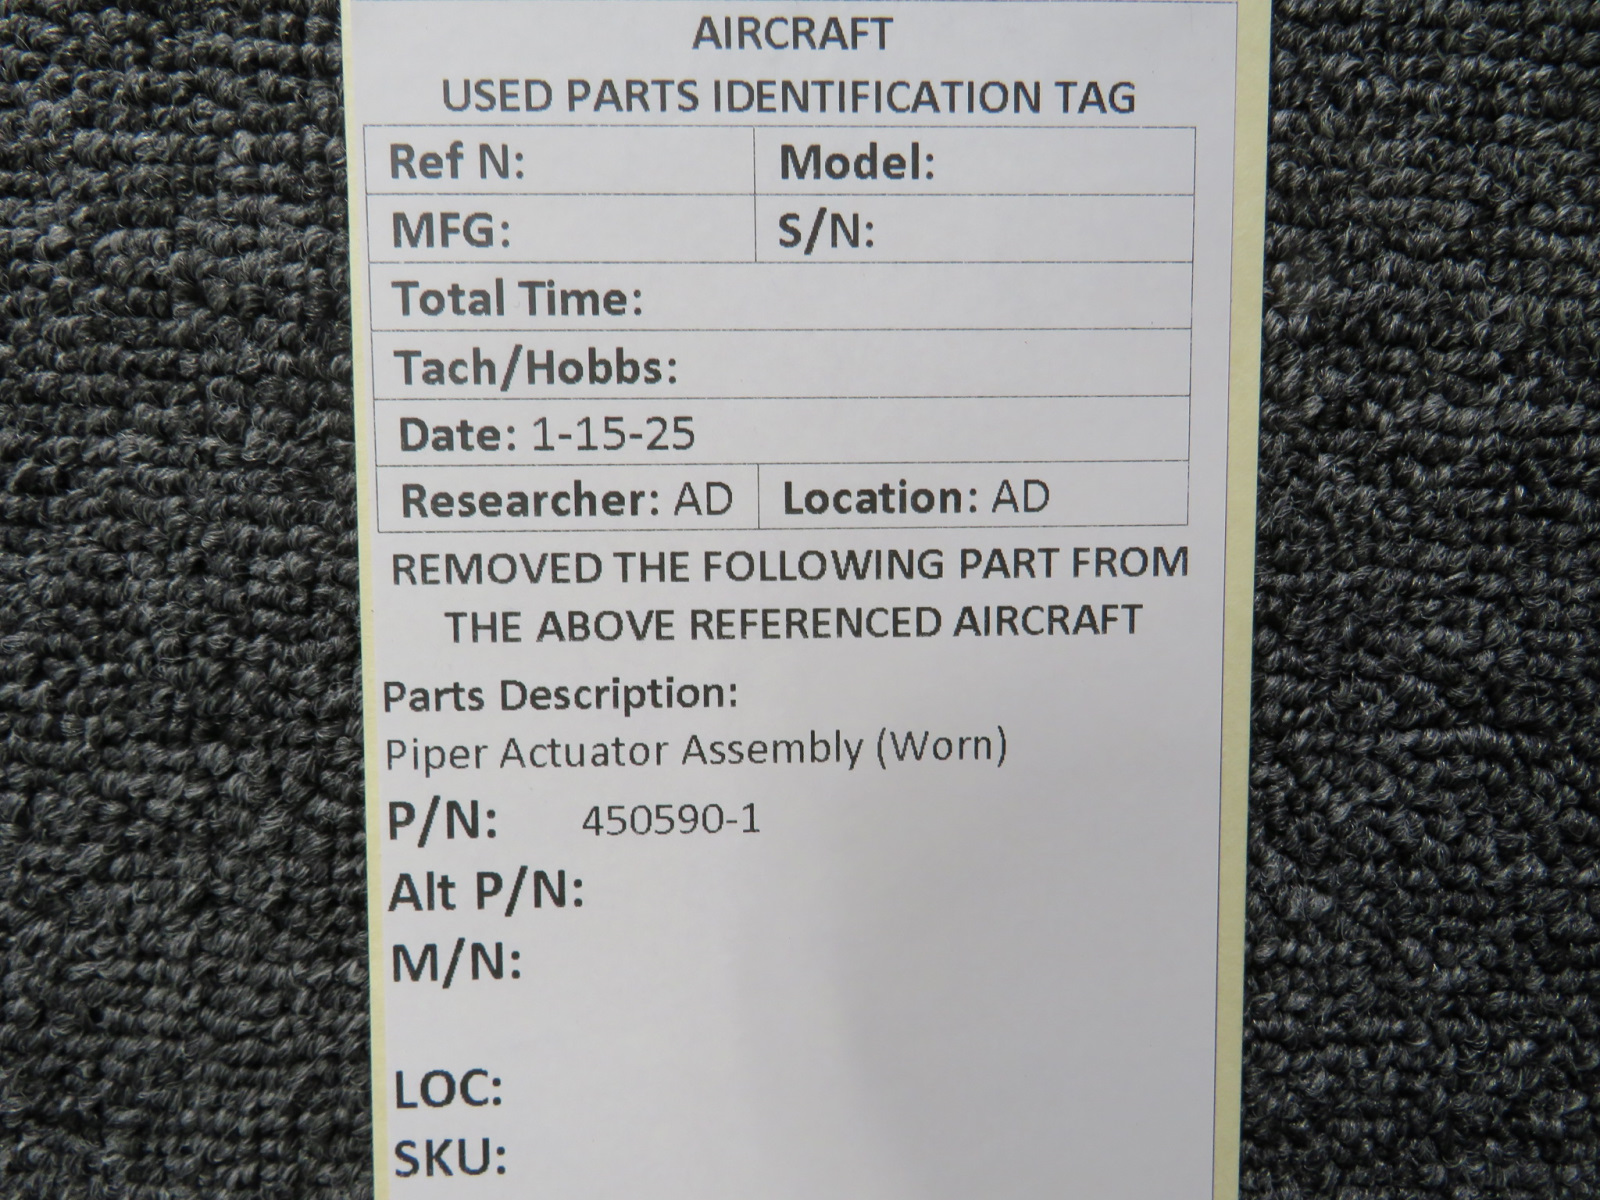 AIRCRAFT
USED PARTS IDENTIFICATION TAG
Ref N: Model:
MFG: S/N:
Total Time:
Tach/Hobbs:
Date: 1-15-25
Researcher: AD Location: AD
REMOVED THE FOLLOWING PART FROM
THE ABOVE REFERENCED AIRCRAFT
Parts Description:
Piper Actuator Assembly (Worn)
P/N: 450590-1
Alt P/N:
M/N:
LOC:
SKU: